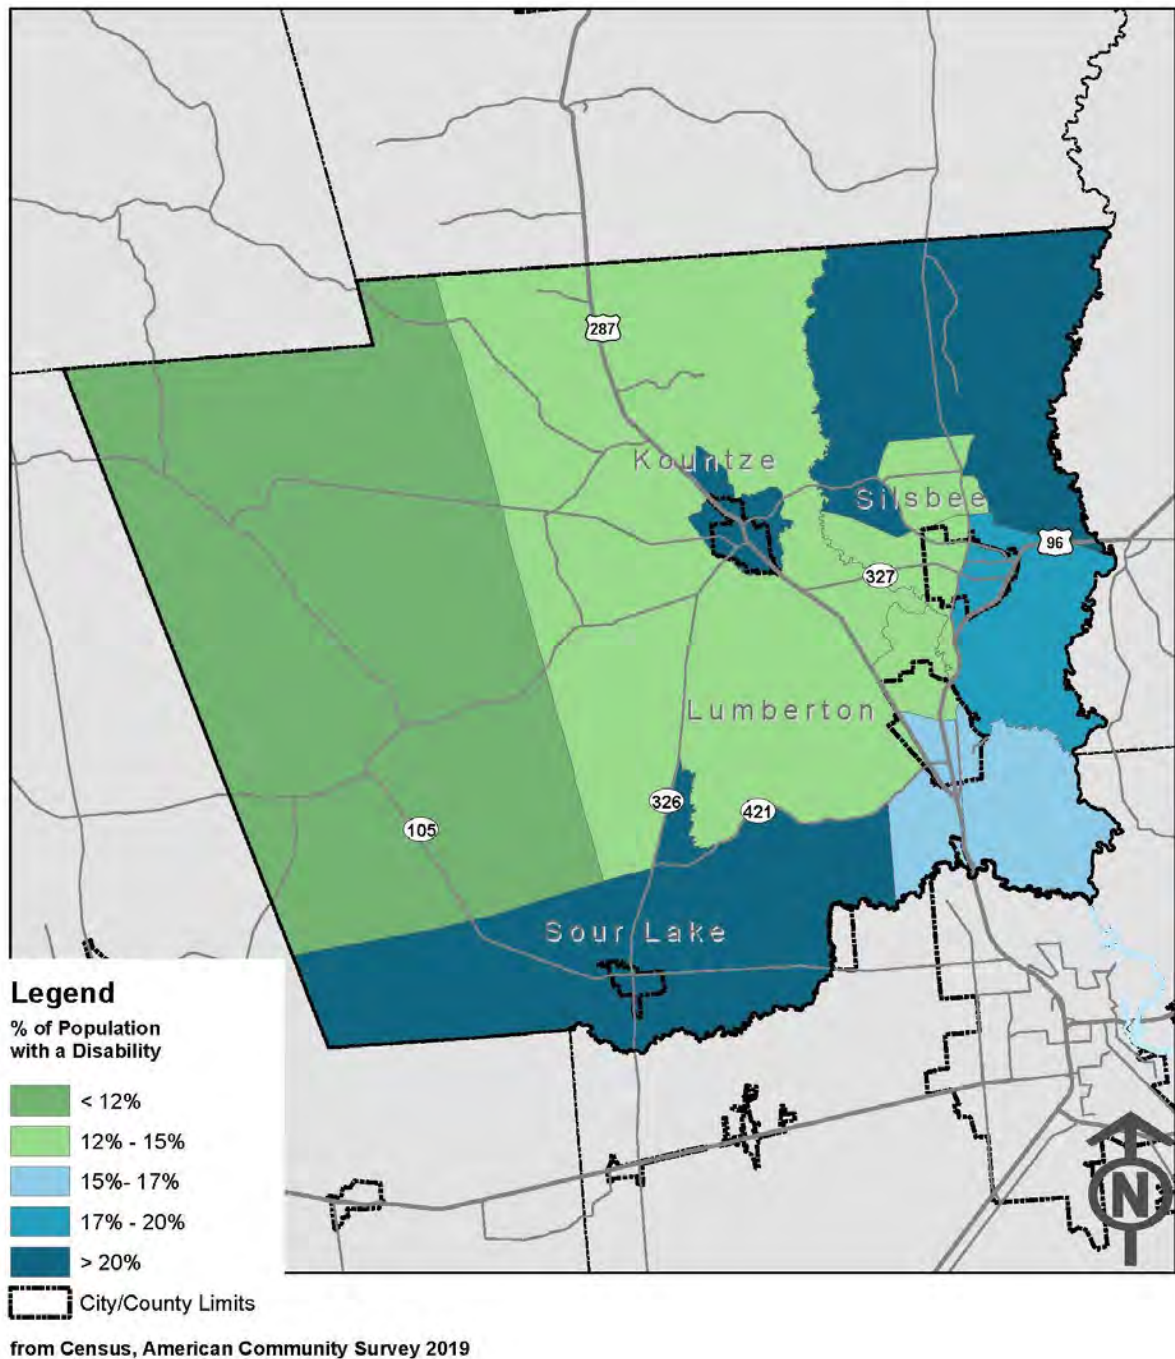 287
Kountze
Silsbee
96
327
Lumberton
326
421
105
Sour Lake
Legend
% of Population
with a Disability
< 12%
12% - 15%
15%- 17%
17% - 20%
> 20%
City/County Limits
N
from Census, American Community Survey 2019